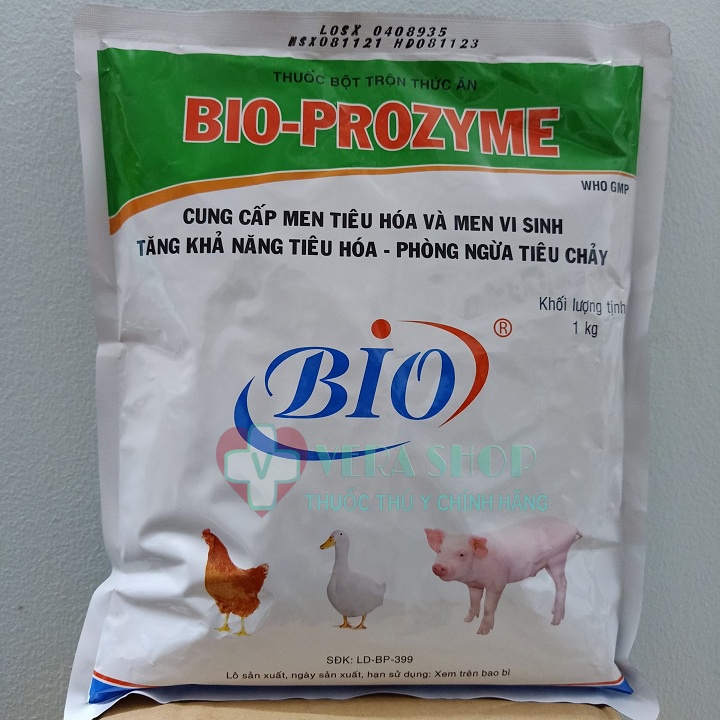 LOSX 0408935
NSX081121 HD081123
THUỐC BỘT TRỘN THỨC ĂN
BIO-PROZYME
WHO GMP
CUNG CẤP MEN TIÊU HÓA VÀ MEN VI SINH
TĂNG KHẢ NĂNG TIÊU HÓA - PHÒNG NGỪA TIÊU CHẢY
Khối lượng tịnh
1 kg
BIO ®
V VERA SHOP
THUỐC THÚ Y CHÍNH HÃNG
SĐK: LD-BP-399
Lô sản xuất, ngày sản xuất, hạn sử dụng: Xem trên bao bì